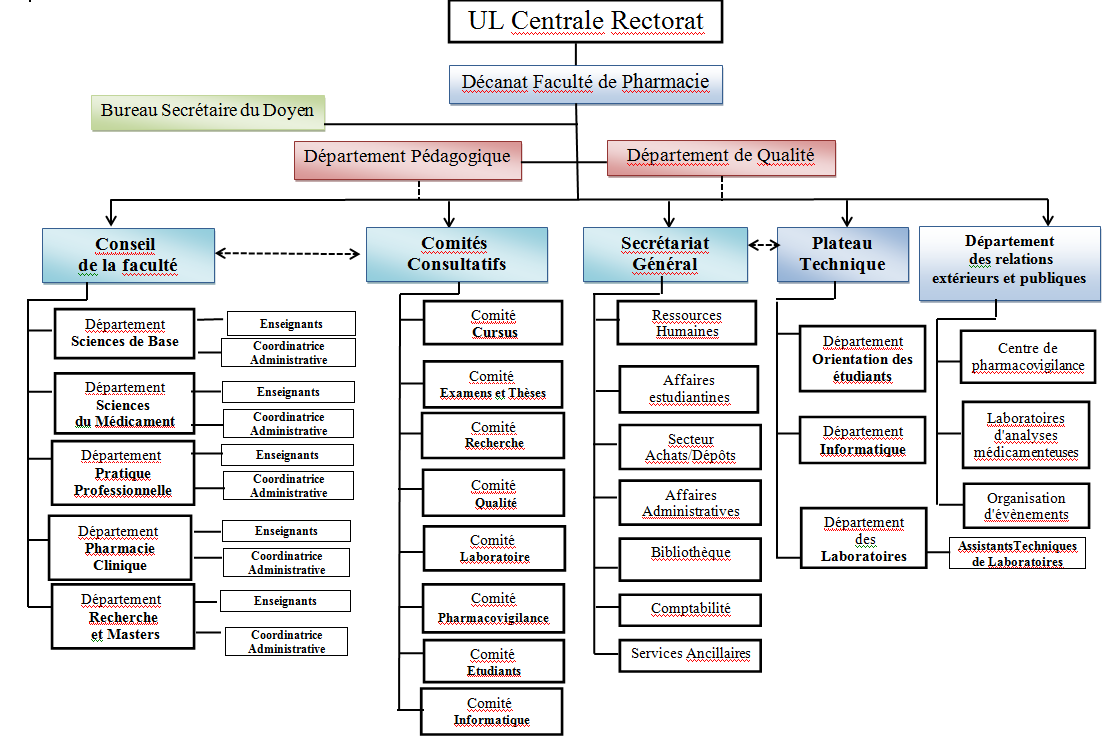 UL Centrale Rectorat
Décanat Faculté de Pharmacie
Bureau Secrétaire du Doyen
Département Pédagogique
Département de Qualité
Conseil
de la faculté
Comités
Consultatifs
Secrétariat
Général
Plateau
Technique
Département
des relations
extérieurs et publiques
Département
Sciences de Base
Enseignants
Coordinatrice
Administrative
Département
Sciences
du Médicament
Enseignants
Coordinatrice
Administrative
Département
Pratique
Professionnelle
Enseignants
Coordinatrice
Administrative
Département
Pharmacie
Clinique
Enseignants
Coordinatrice
Administrative
Département
Recherche
et Masters
Enseignants
Coordinatrice
Administrative
Comité
Cursus
Comité
Examens et Thèses
Comité
Recherche
Comité
Qualité
Comité
Laboratoire
Comité
Pharmacovigilance
Comité
Etudiants
Comité
Informatique
Ressources
Humaines
Affaires
estudiantines
Secteur
Achats/Dépôts
Affaires
Administratives
Bibliothèque
Comptabilité
Services Ancillaires
Département
Orientation des
étudiants
Département
Informatique
Département
des
Laboratoires
Assistants Techniques
de Laboratoires
Centre de
pharmacovigilance
Laboratoires
d'analyses
médicamenteuses
Organisation
d'évènements